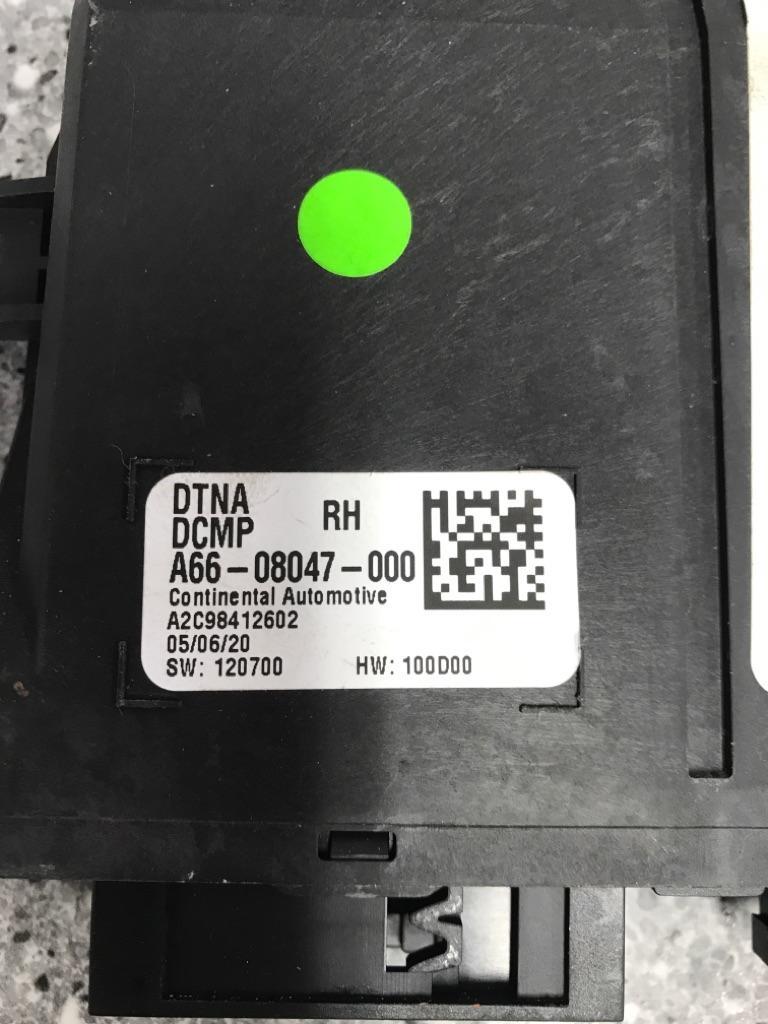 DTNA RH
DCMP
A66-08047-000
Continental Automotive
A2C98412602
05/06/20
SW: 120700 HW: 100D00